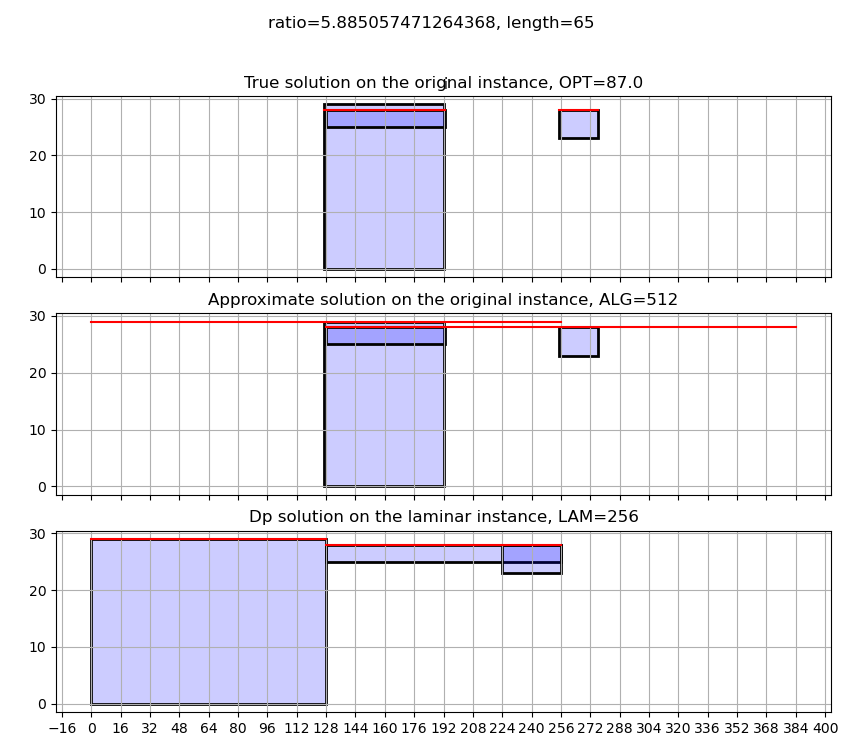 ratio=5.885057471264368, length=65
True solution on the original instance, OPT=87.0
30
20
10
0
Approximate solution on the original instance, ALG=512
30
20
10
0
Dp solution on the laminar instance, LAM=256
30
20
10
0
−16 0 16 32 48 64 80 96 112 128 144 160 176 192 208 224 240 256 272 288 304 320 336 352 368 384 400